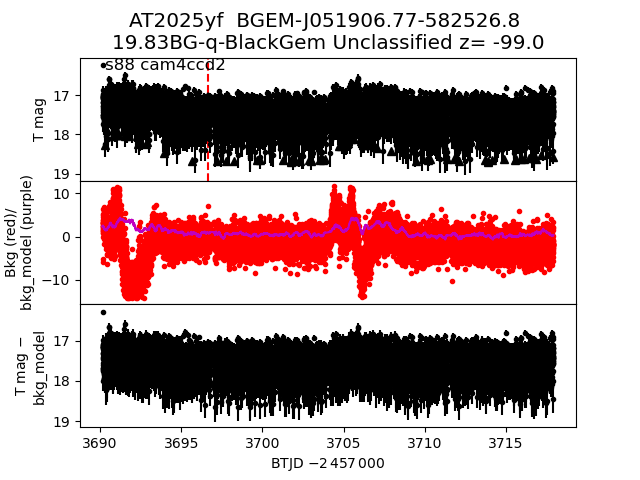 AT2025yf  BGEM-J051906.77-582526.8
19.83BG-q-BlackGem Unclassified z= -99.0
s88 cam4ccd2
17
18
19
T mag
10
0
−10
Bkg (red)/
bkg_model (purple)
17
18
19
T mag −
bkg_model
3690
3695
3700
3705
3710
3715
BTJD −2 457 000